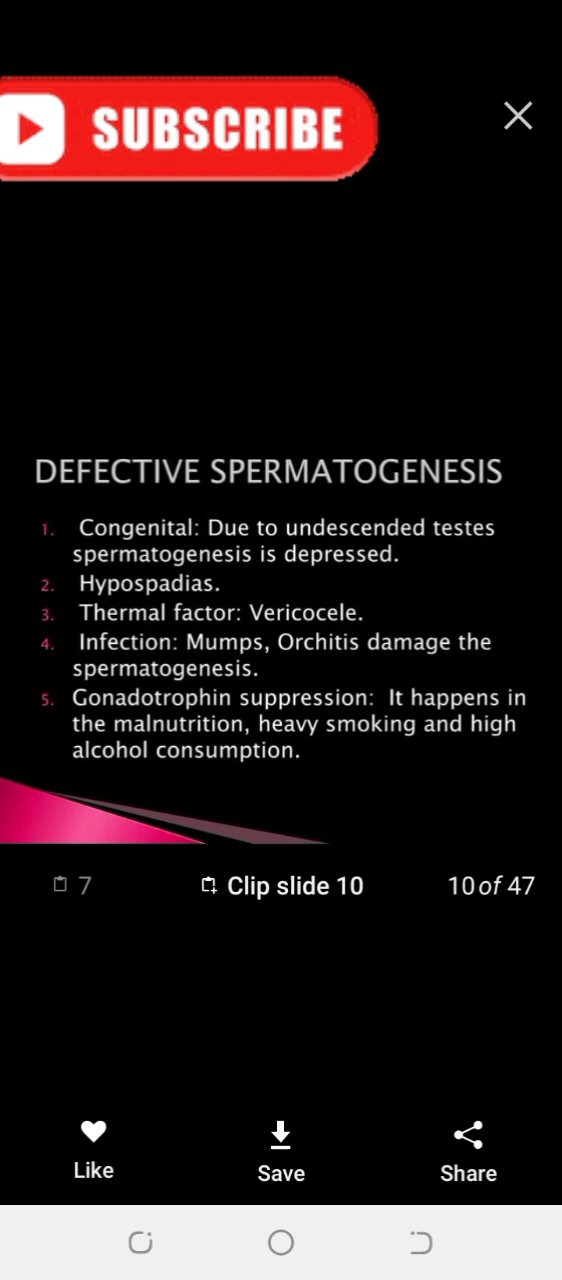 SUBSCRIBE
DEFECTIVE SPERMATOGENESIS
1. Congenital: Due to undescended testes
spermatogenesis is depressed.
2. Hypospadias.
3. Thermal factor: Vericocele.
4. Infection: Mumps, Orchitis damage the
spermatogenesis.
5. Gonadotrophin suppression: It happens in
the malnutrition, heavy smoking and high
alcohol consumption.
7 Clip slide 10 10 of 47
Like Save Share